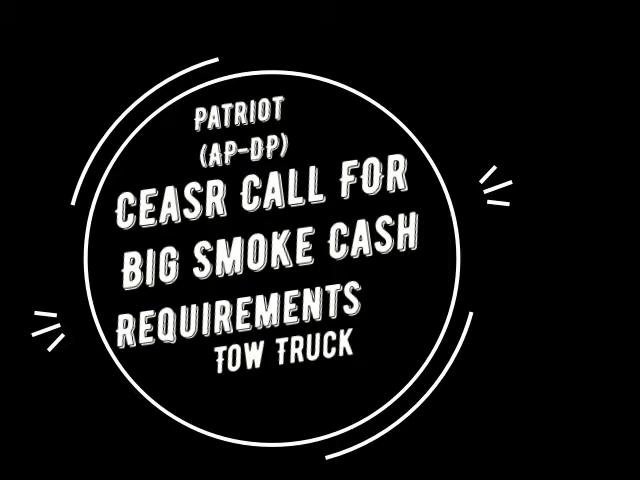 PATRIOT
(AP-DP)
CEASR CALL FOR
BIG SMOKE CASH
REQUIREMENTS
TOW TRUCK